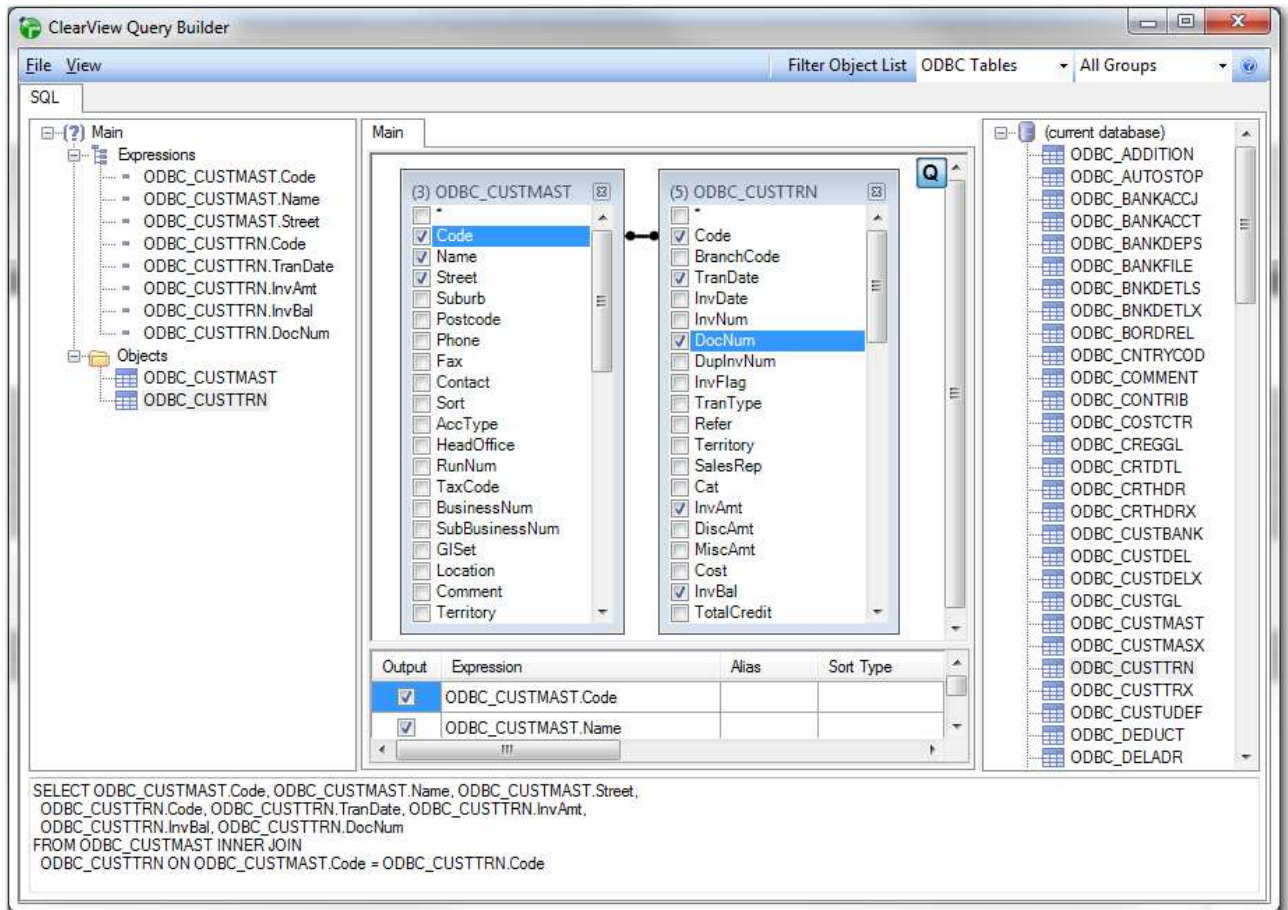 ClearView Query Builder
File View
Filter Object List ODBC Tables All Groups
SQL
Main
Expressions
ODBC_CUSTMAST.Code
ODBC_CUSTMAST.Name
ODBC_CUSTMAST.Street
ODBC_CUSTTRN.Code
ODBC_CUSTTRN.TranDate
ODBC_CUSTTRN.InvAmt
ODBC_CUSTTRN.InvBal
ODBC_CUSTTRN.DocNum
Objects
ODBC_CUSTMAST
ODBC_CUSTTRN
Main
Q
(3) ODBC_CUSTMAST
*
Code
Name
Street
Suburb
Postcode
Phone
Fax
Contact
Sort
AccType
HeadOffice
RunNum
TaxCode
BusinessNum
SubBusinessNum
GlSet
Location
Comment
Territory
(5) ODBC_CUSTTRN
*
Code
BranchCode
TranDate
InvDate
InvNum
DocNum
DupInvNum
InvFlag
TranType
Refer
Territory
SalesRep
Cat
InvAmt
DiscAmt
MiscAmt
Cost
InvBal
TotalCredit
Output Expression Alias Sort Type
ODBC_CUSTMAST.Code
ODBC_CUSTMAST.Name
(current database)
ODBC_ADDITION
ODBC_AUTOSTOP
ODBC_BANKACCJ
ODBC_BANKACCT
ODBC_BANKDEPS
ODBC_BANKFILE
ODBC_BNKDETLS
ODBC_BNKDETLX
ODBC_BORDREL
ODBC_CNTRYCOD
ODBC_COMMENT
ODBC_CONTRIB
ODBC_COSTCTR
ODBC_CREGGL
ODBC_CRTDTL
ODBC_CRTHDR
ODBC_CRTHDRX
ODBC_CUSTBANK
ODBC_CUSTDEL
ODBC_CUSTDELX
ODBC_CUSTGL
ODBC_CUSTMAST
ODBC_CUSTMASX
ODBC_CUSTTRN
ODBC_CUSTTRX
ODBC_CUSTUDEF
ODBC_DEDUCT
ODBC_DELADR
SELECT ODBC_CUSTMAST.Code, ODBC_CUSTMAST.Name, ODBC_CUSTMAST.Street,
ODBC_CUSTTRN.Code, ODBC_CUSTTRN.TranDate, ODBC_CUSTTRN.InvAmt,
ODBC_CUSTTRN.InvBal, ODBC_CUSTTRN.DocNum
FROM ODBC_CUSTMAST INNER JOIN
ODBC_CUSTTRN ON ODBC_CUSTMAST.Code = ODBC_CUSTTRN.Code